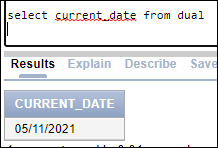 select current_date from dual
Results Explain Describe Save
CURRENT_DATE
05/11/2021